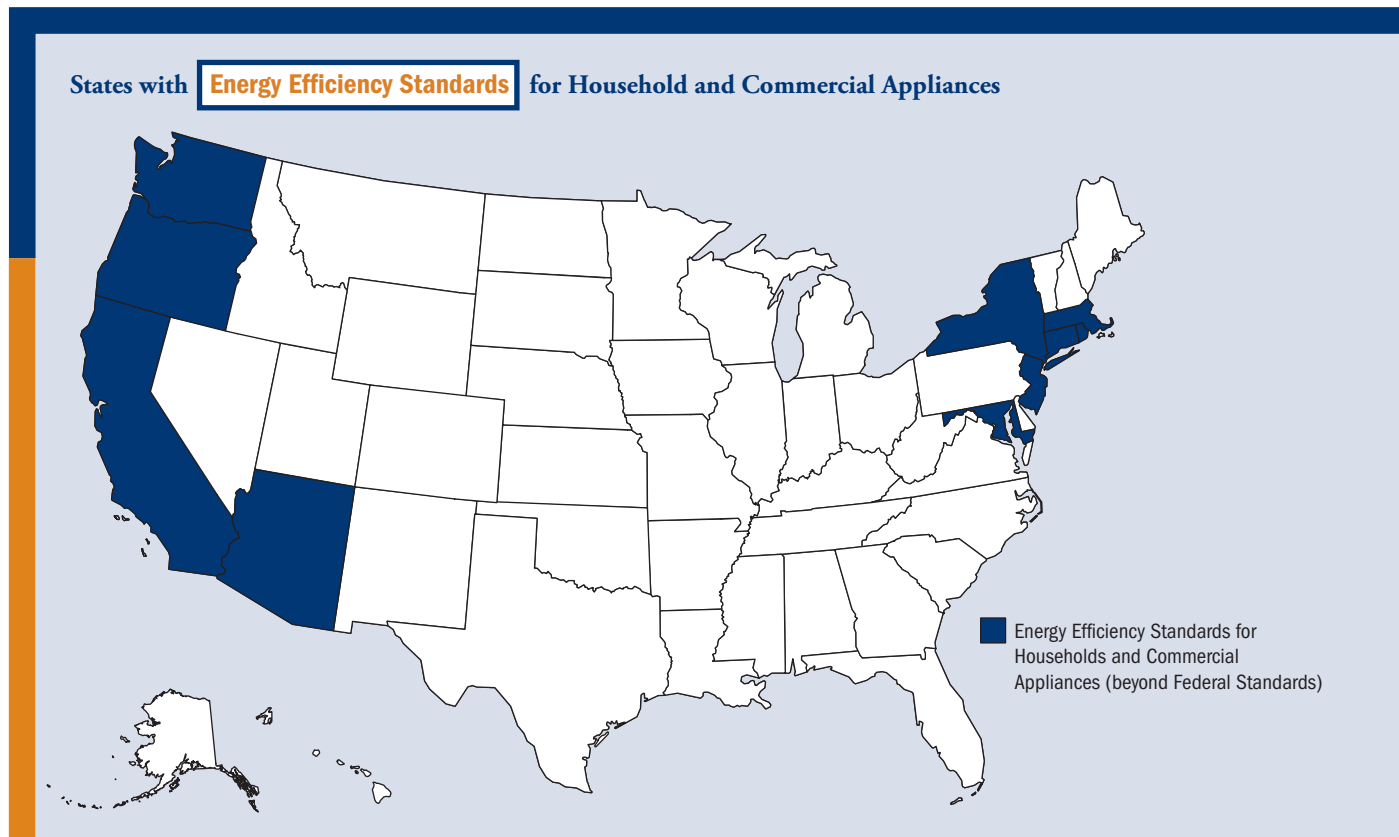 States with Energy Efficiency Standards for Household and Commercial Appliances
Energy Efficiency Standards for
Households and Commercial
Appliances (beyond Federal Standards)